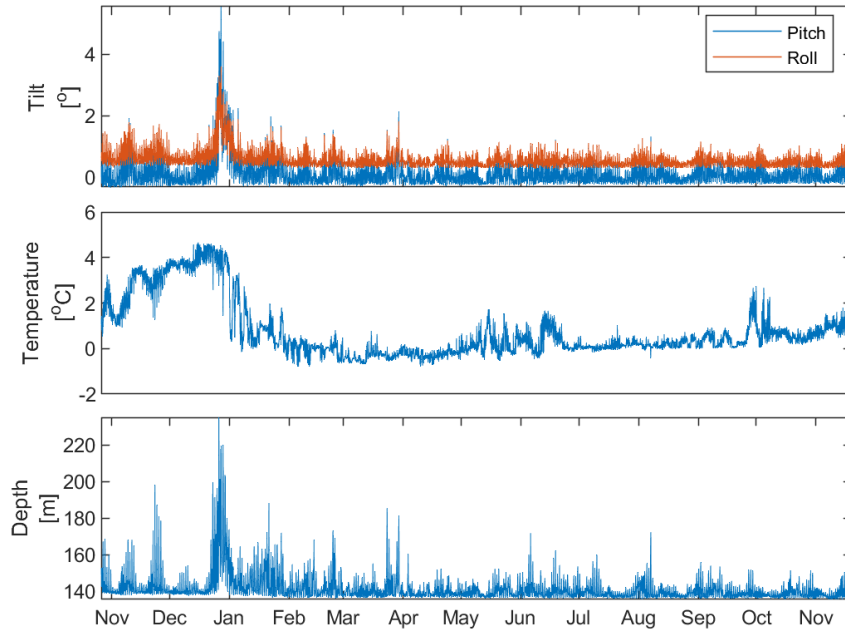 4
2
0
Tilt
[o]
Pitch
Roll
6
4
2
0
-2
Temperature
[oC]
220
200
180
160
140
Depth
[m]
Nov Dec Jan Feb Mar Apr May Jun Jul Aug Sep Oct Nov